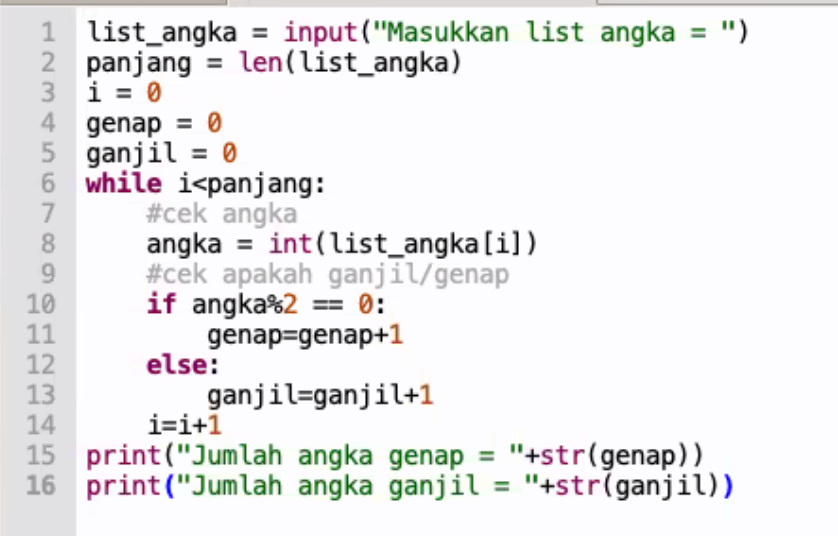 1 list_angka = input("Masukkan list angka = ")
2 panjang = len(list_angka)
3 i = 0
4 genap = 0
5 ganjil = 0
6 while i<panjang:
7     #cek angka
8     angka = int(list_angka[i])
9     #cek apakah ganjil/genap
10     if angka%2 == 0:
11         genap=genap+1
12     else:
13         ganjil=ganjil+1
14     i=i+1
15 print("Jumlah angka genap = "+str(genap))
16 print("Jumlah angka ganjil = "+str(ganjil))